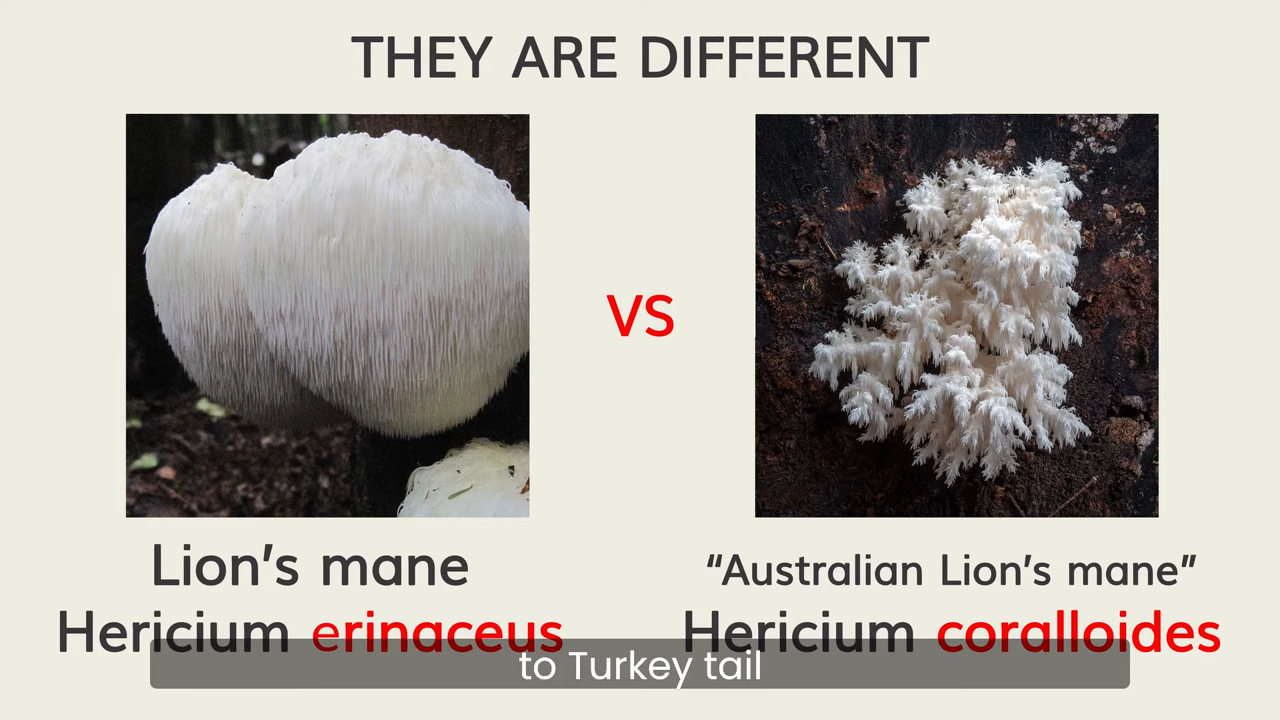 THEY ARE DIFFERENT
VS
Lion's mane
"Australian Lion's mane"
Hericium erinaceus
Hericium coralloides
to Turkey tail